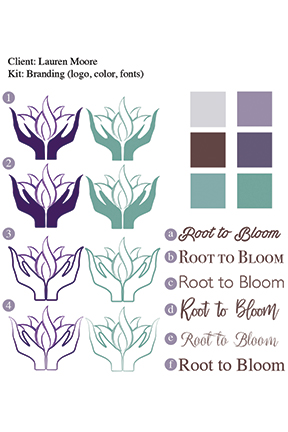 Client: Lauren Moore
Kit: Branding (logo, color, fonts)
1
2
3
4
a Root to Bloom
b Root to Bloom
c Root to Bloom
d Root to Bloom
e Root to Bloom
f Root to Bloom